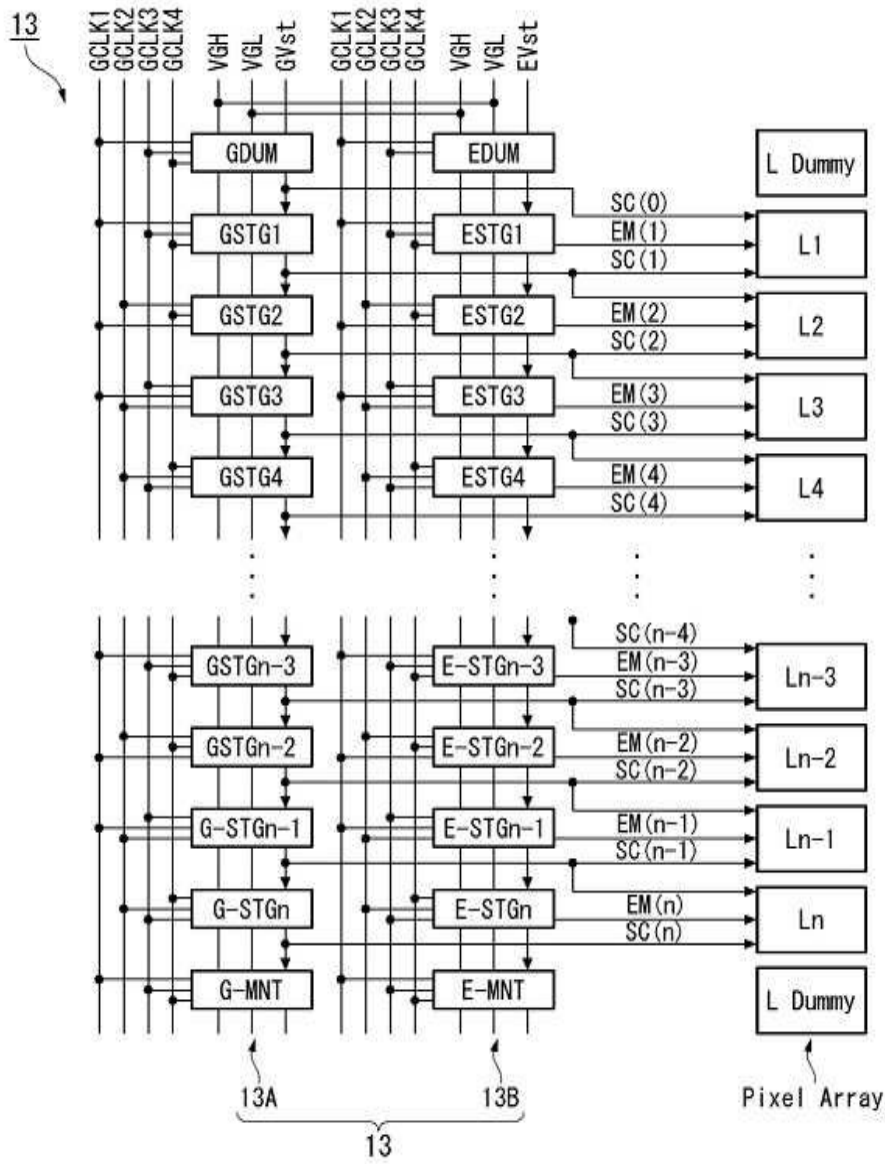 13
GCLK1 GCLK2 GCLK3 GCLK4 VGH VGL GVst GCLK1 GCLK2 GCLK3 GCLK4 VGH VGL EVst
GDUM EDUM L Dummy
SC(0)
GSTG1 ESTG1 EM(1) L1
SC(1)
GSTG2 ESTG2 EM(2) L2
SC(2)
GSTG3 ESTG3 EM(3) L3
SC(3)
GSTG4 ESTG4 EM(4) L4
SC(4)
SC(n-4)
GSTGn-3 E-STGn-3 EM(n-3) Ln-3
SC(n-3)
GSTGn-2 E-STGn-2 EM(n-2) Ln-2
SC(n-2)
G-STGn-1 E-STGn-1 EM(n-1) Ln-1
SC(n-1)
G-STGn E-STGn EM(n) Ln
SC(n)
G-MNT E-MNT L Dummy
13A 13B Pixel Array
13